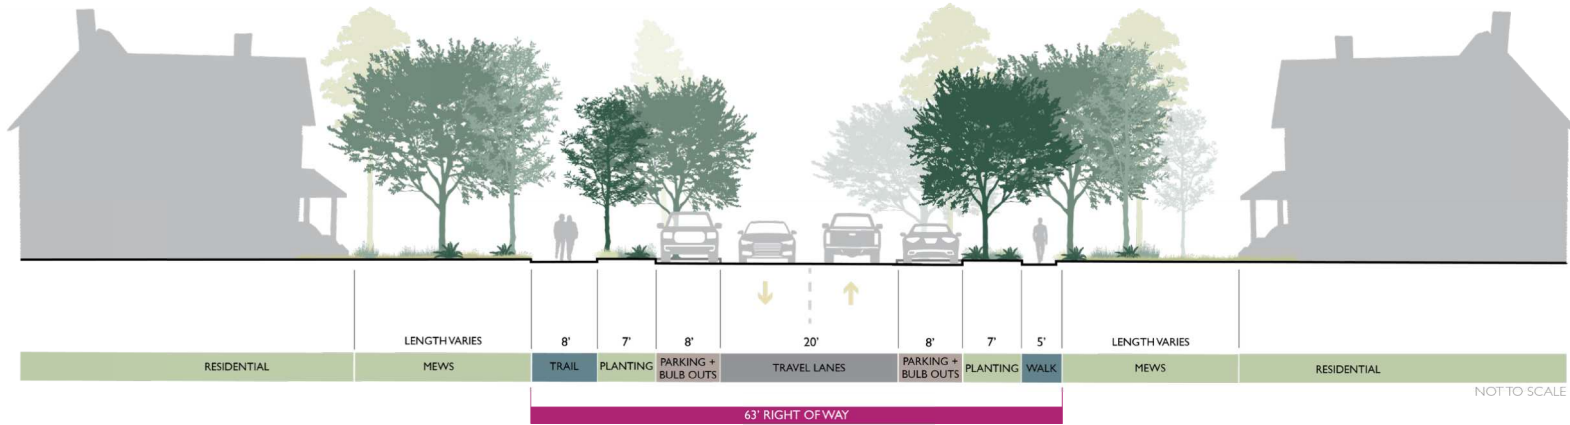 LENGTH VARIES 8' 7' 8' 20' 8' 7' 5' LENGTH VARIES
RESIDENTIAL MEWS TRAIL PLANTING PARKING + BULB OUTS TRAVEL LANES PARKING + BULB OUTS PLANTING WALK MEWS RESIDENTIAL
NOT TO SCALE
63' RIGHT OF WAY